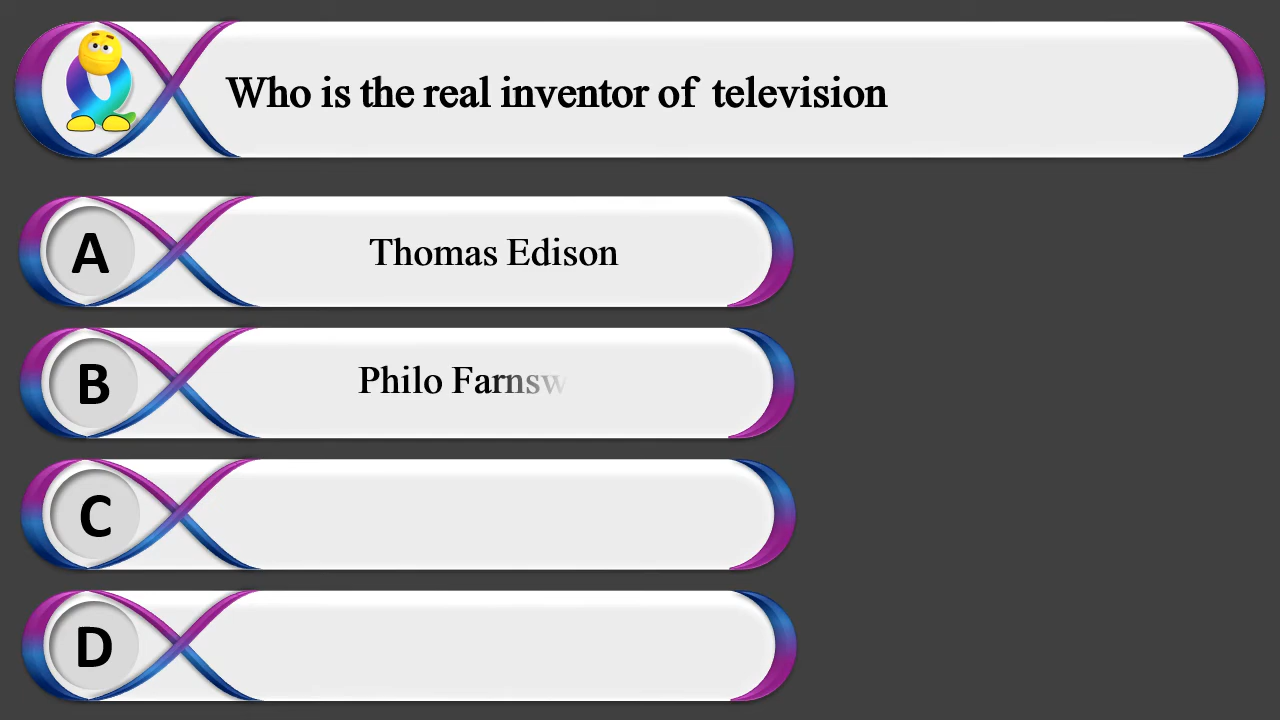 Who is the real inventor of television
A
Thomas Edison
B
Philo Farnsw
C
D